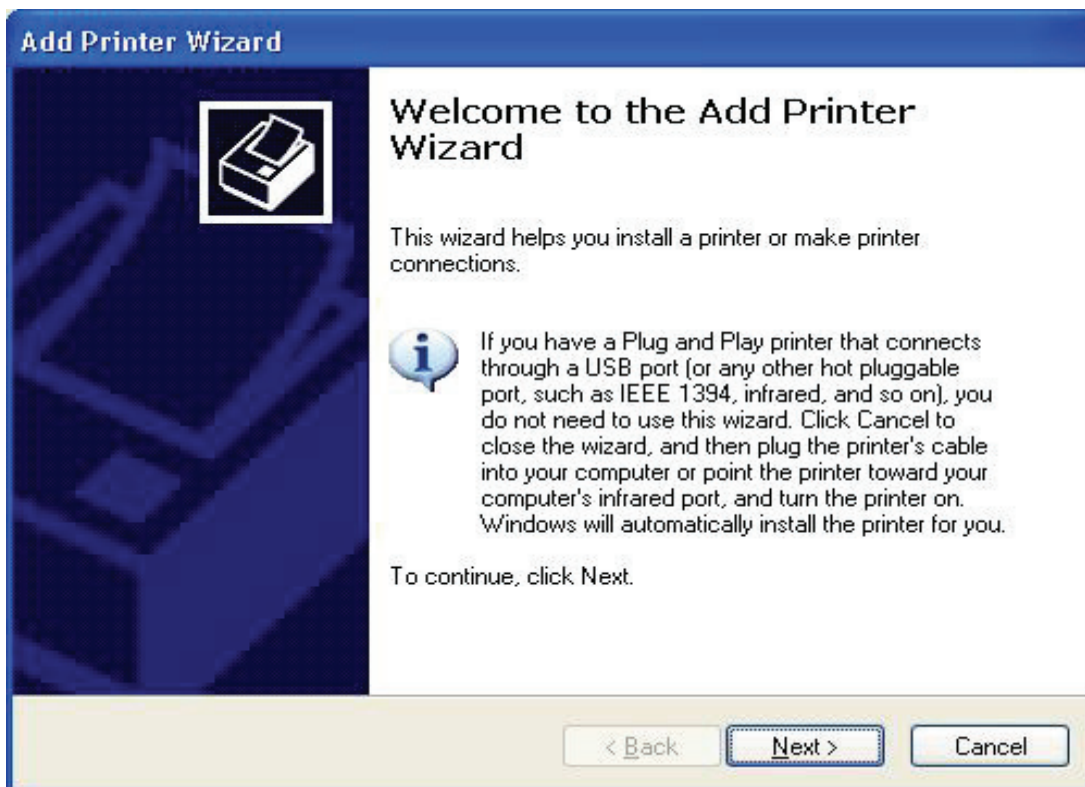 Add Printer Wizard
Welcome to the Add Printer
Wizard
This wizard helps you install a printer or make printer
connections.
If you have a Plug and Play printer that connects
through a USB port (or any other hot pluggable
port, such as IEEE 1394, infrared, and so on), you
do not need to use this wizard. Click Cancel to
close the wizard, and then plug the printer's cable
into your computer or point the printer toward your
computer's infrared port, and turn the printer on.
Windows will automatically install the printer for you.
To continue, click Next.
< Back Next > Cancel